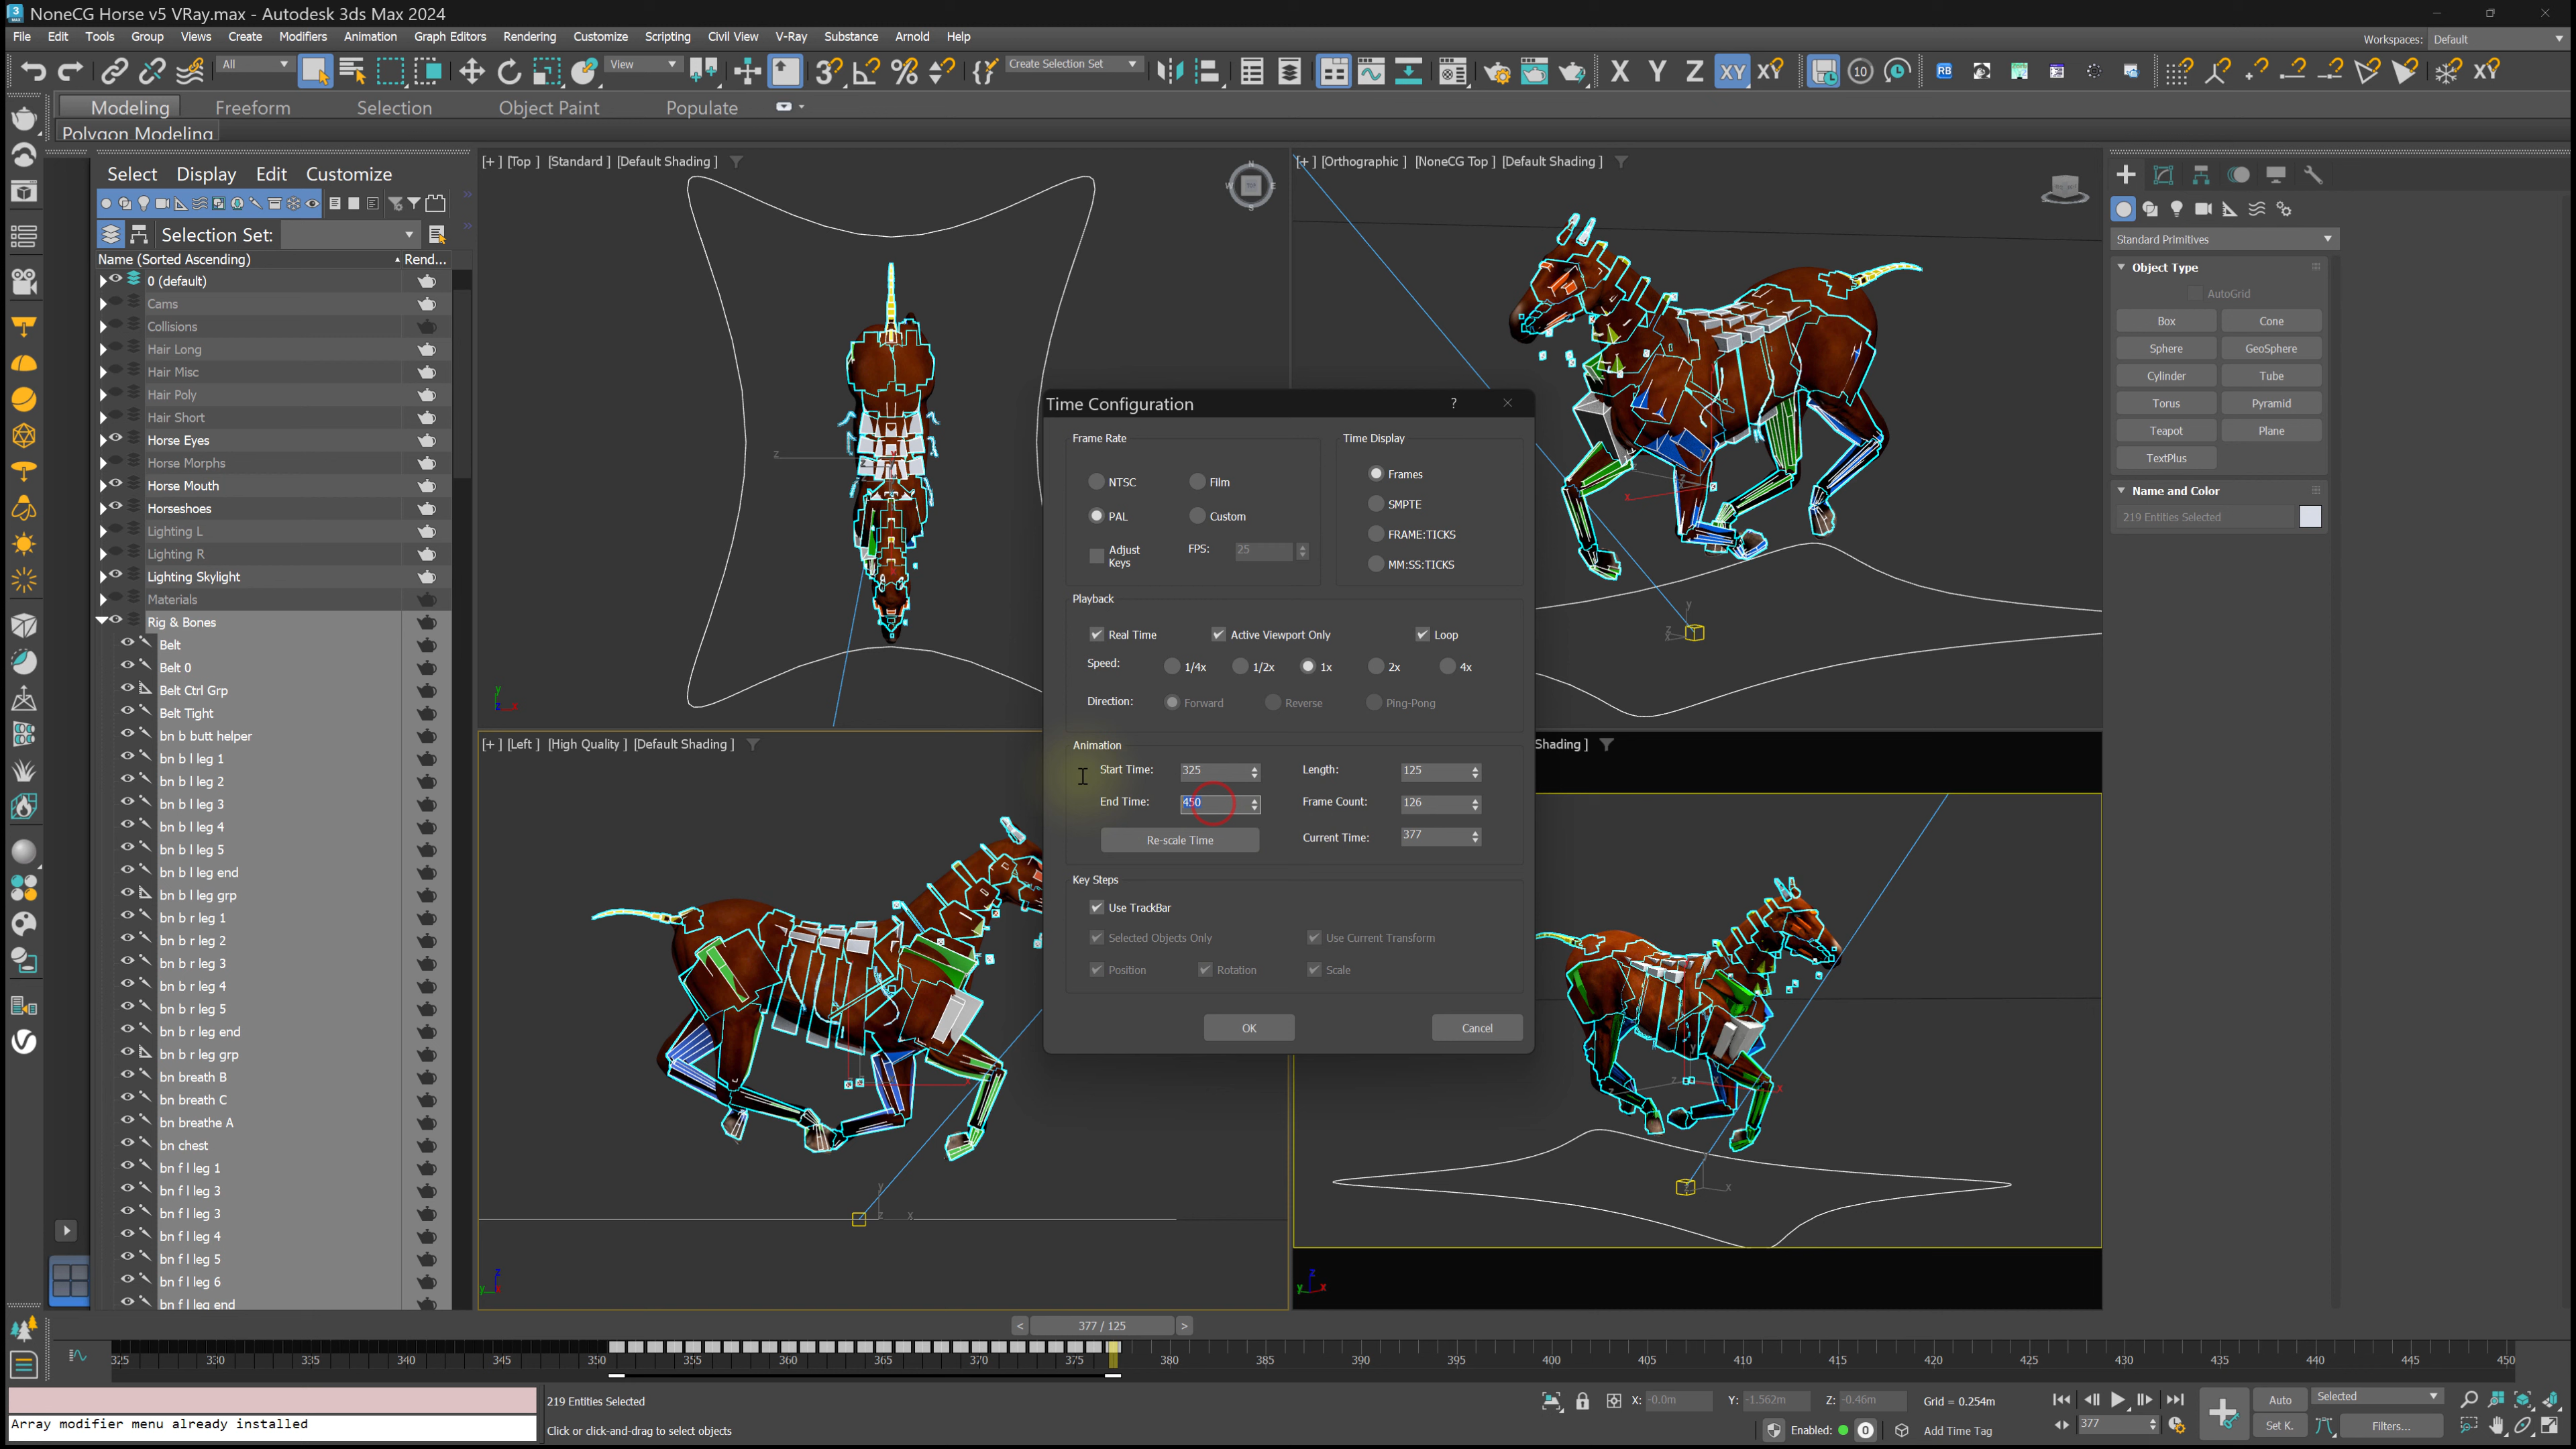 NoneCG Horse v5 VRay.max - Autodesk 3ds Max 2024
File Edit Tools Group Views Create Modifiers Animation Graph Editors Rendering Customize Scripting Civil View V-Ray Substance Arnold Help
Workspaces: Default
All View Create Selection Set X Y Z XY XY 10 RB XY
Modeling Freeform Selection Object Paint Populate
Polygon Modeling
Select Display Edit Customize
Selection Set:
Name (Sorted Ascending) Rend...
0 (default)
Cams
Collisions
Hair Long
Hair Misc
Hair Poly
Hair Short
Horse Eyes
Horse Morphs
Horse Mouth
Horseshoes
Lighting L
Lighting R
Lighting Skylight
Materials
Rig & Bones
Belt
Belt 0
Belt Ctrl Grp
Belt Tight
bn b butt helper
bn b l leg 1
bn b l leg 2
bn b l leg 3
bn b l leg 4
bn b l leg 5
bn b l leg end
bn b l leg grp
bn b r leg 1
bn b r leg 2
bn b r leg 3
bn b r leg 4
bn b r leg 5
bn b r leg end
bn b r leg grp
bn breath B
bn breath C
bn breathe A
bn chest
bn f l leg 1
bn f l leg 3
bn f l leg 3
bn f l leg 4
bn f l leg 5
bn f l leg 6
bn f l leg end
[+] [Top] [Standard] [Default Shading]
[+] [Orthographic] [NoneCG Top] [Default Shading]
[+] [Left] [High Quality] [Default Shading]
Shading]
Time Configuration ?
Frame Rate
NTSC Film
PAL Custom
Adjust Keys
FPS: 25
Time Display
Frames
SMPTE
FRAME:TICKS
MM:SS:TICKS
Playback
Real Time Active Viewport Only Loop
Speed: 1/4x 1/2x 1x 2x 4x
Direction: Forward Reverse Ping-Pong
Animation
Start Time: 325 Length: 125
End Time: 450 Frame Count: 126
Re-scale Time Current Time: 377
Key Steps
Use TrackBar
Selected Objects Only Use Current Transform
Position Rotation Scale
OK Cancel
Standard Primitives
Object Type
AutoGrid
Box Cone
Sphere GeoSphere
Cylinder Tube
Torus Pyramid
Teapot Plane
TextPlus
Name and Color
219 Entities Selected
< 377 / 125 >
325 330 335 340 345 350 355 360 365 370 375 380 385 390 395 400 405 410 415 420 425 430 435 440 445 450
219 Entities Selected
X: -0.0m Y: -1.562m Z: -0.46m Grid = 0.254m
Auto Selected
Array modifier menu already installed
Click or click-and-drag to select objects
Enabled: 0 Add Time Tag
377
Set K. Filters...